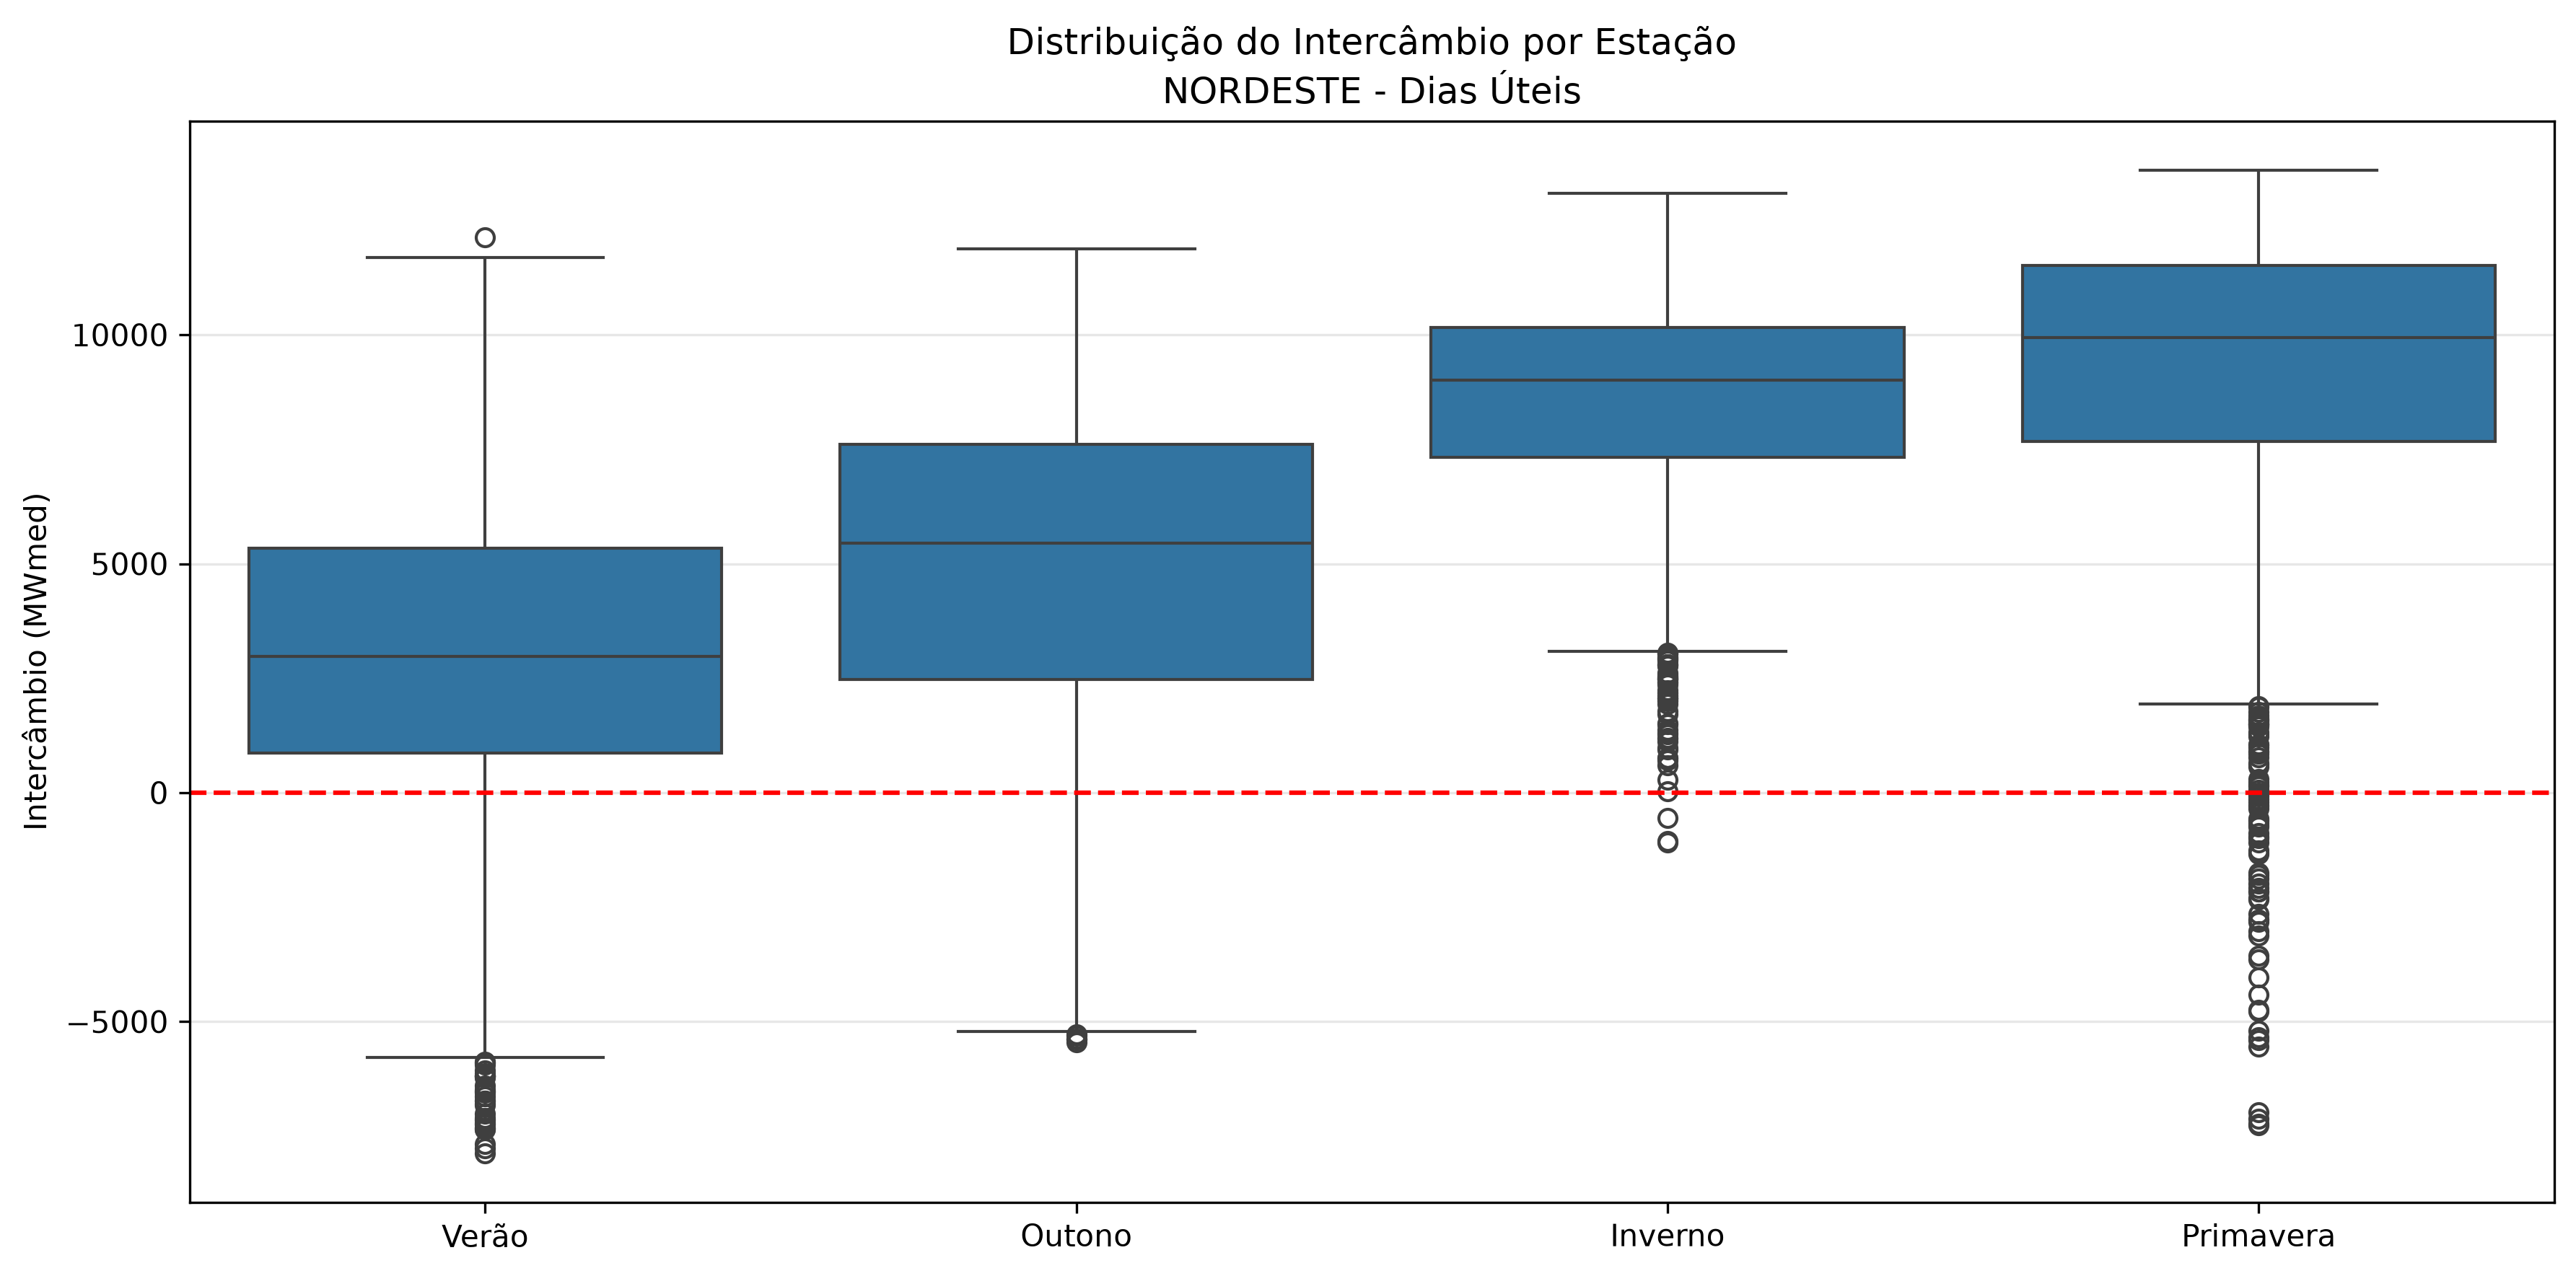 Distribuição do Intercâmbio por Estação
NORDESTE - Dias Úteis
Intercâmbio (MWmed)
10000
5000
0
−5000
Verão
Outono
Inverno
Primavera